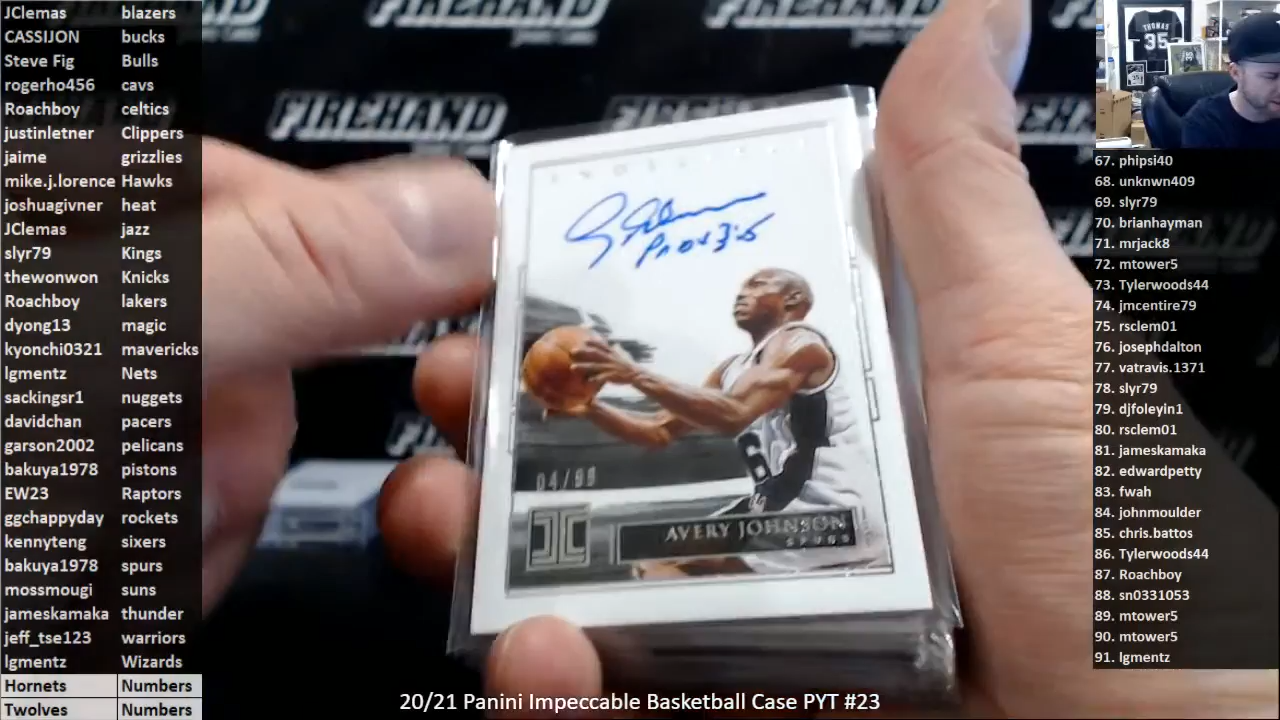 JClemas blazers
CASSIJON bucks
Steve Fig Bulls
rogerho456 cavs
Roachboy celtics
justinletner Clippers
jaime grizzlies
mike.j.lorence Hawks
joshuagivner heat
JClemas jazz
slyr79 Kings
thewonwon Knicks
Roachboy lakers
dyong13 magic
kyonchi0321 mavericks
lgmentz Nets
sackingsr1 nuggets
davidchan pacers
garson2002 pelicans
bakuya1978 pistons
EW23 Raptors
ggchappyday rockets
kennyteng sixers
bakuya1978 spurs
mossmougi suns
jameskamaka thunder
jeff_tse123 warriors
lgmentz Wizards
Hornets Numbers
Twolves Numbers
FIREHAND
Prov 3:5
6
04/99
AVERY JOHNSON
SPURS
20/21 Panini Impeccable Basketball Case PYT #23
THOMAS
35
67. phipsi40
68. unknwn409
69. slyr79
70. brianhayman
71. mrjack8
72. mtower5
73. Tylerwoods44
74. jmcentire79
75. rsclem01
76. josephdalton
77. vatravis.1371
78. slyr79
79. djfoleyin1
80. rsclem01
81. jameskamaka
82. edwardpetty
83. fwah
84. johnmoulder
85. chris.battos
86. Tylerwoods44
87. Roachboy
88. sn0331053
89. mtower5
90. mtower5
91. lgmentz